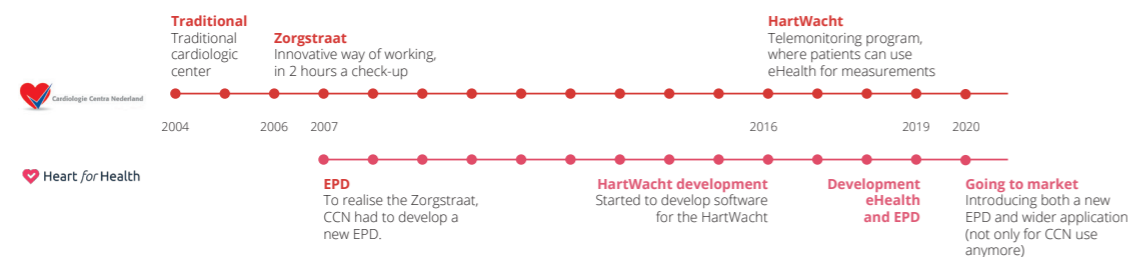 Traditional
Traditional
cardiologic
center
Zorgstraat
Innovative way of working,
in 2 hours a check-up
HartWacht
Telemonitoring program,
where patients can use
eHealth for measurements
Cardiologie Centra Nederland
2004
2006
2007
2016
2019
2020
Heart for Health
EPD
To realise the Zorgstraat,
CCN had to develop a
new EPD.
HartWacht development
Started to develop software
for the HartWacht
Development
eHealth
and EPD
Going to market
Introducing both a new
EPD and wider application
(not only for CCN use
anymore)